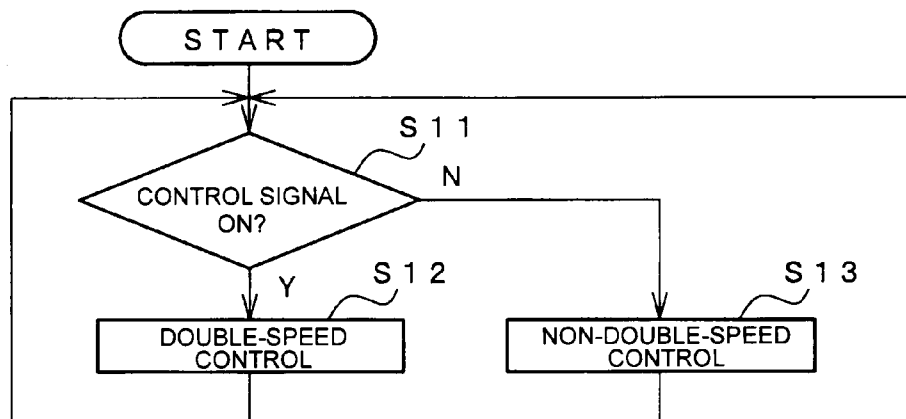 START
S11
CONTROL SIGNAL
ON?
N
Y
S12
DOUBLE-SPEED
CONTROL
S13
NON-DOUBLE-SPEED
CONTROL